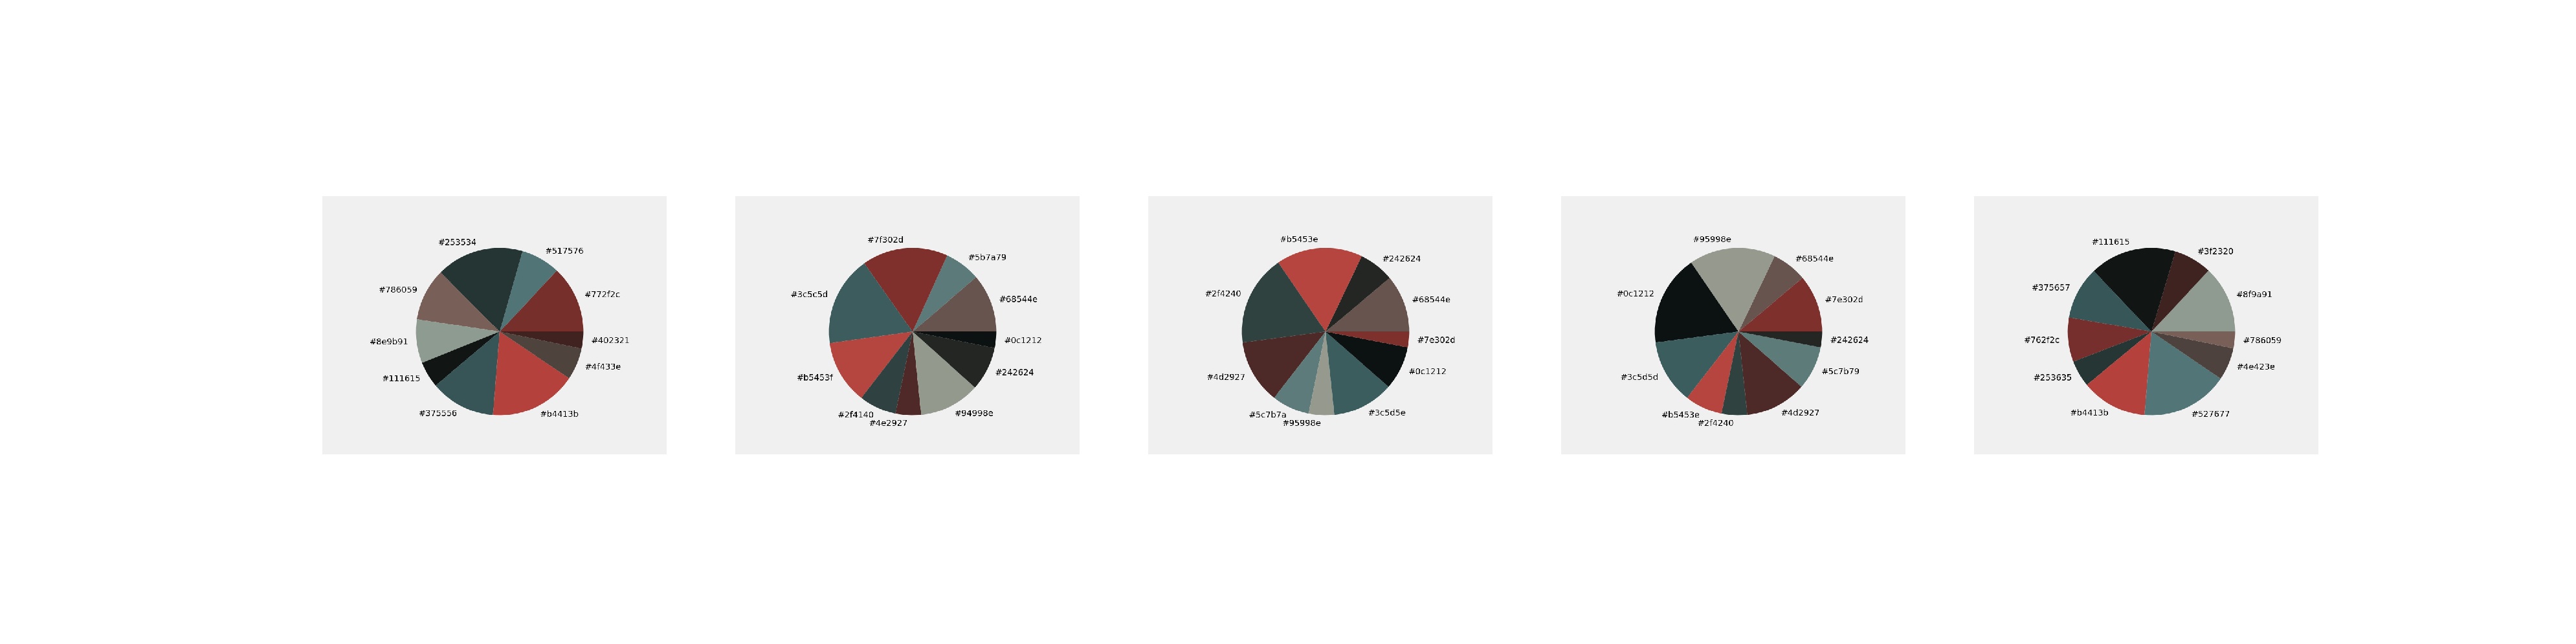 #253534
#517576
#786059
#772f2c
#8e9b91
#402321
#4f433e
#111615
#375556
#b4413b
#7f302d
#5b7a79
#3c5c5d
#68544e
#0c1212
#b5453f
#242624
#2f4140
#94998e
#4e2927
#b5453e
#242624
#2f4240
#68544e
#7e302d
#4d2927
#0c1212
#5c7b7a
#3c5d5e
#95998e
#95998e
#68544e
#0c1212
#7e302d
#242624
#3c5d5d
#5c7b79
#b5453e
#4d2927
#2f4240
#111615
#3f2320
#375657
#8f9a91
#762f2c
#786059
#4e423e
#253635
#b4413b
#527677